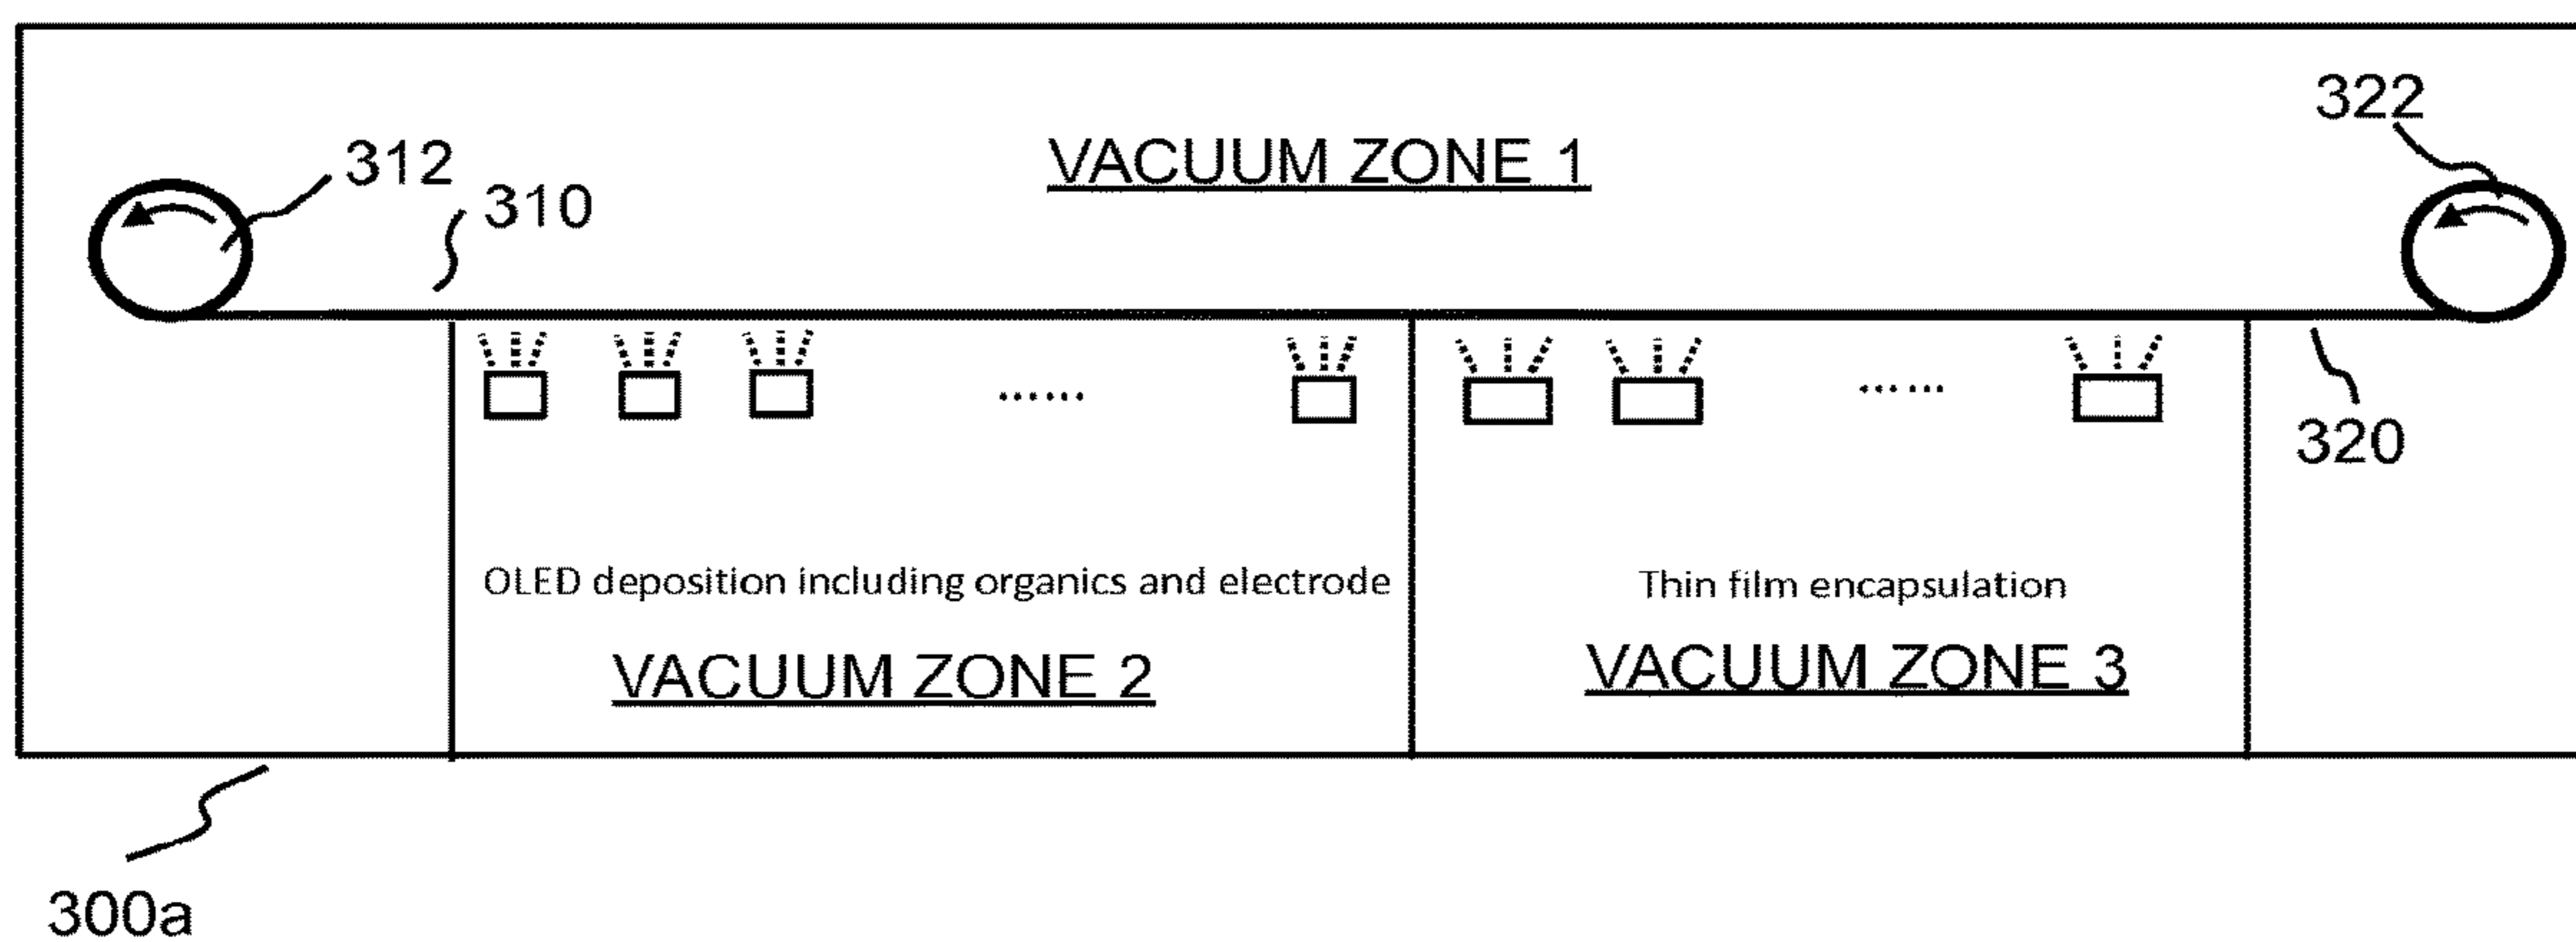 322
312
VACUUM ZONE 1
310
...... ......
320
OLED deposition including organics and electrode
Thin film encapsulation
VACUUM ZONE 2
VACUUM ZONE 3
300a